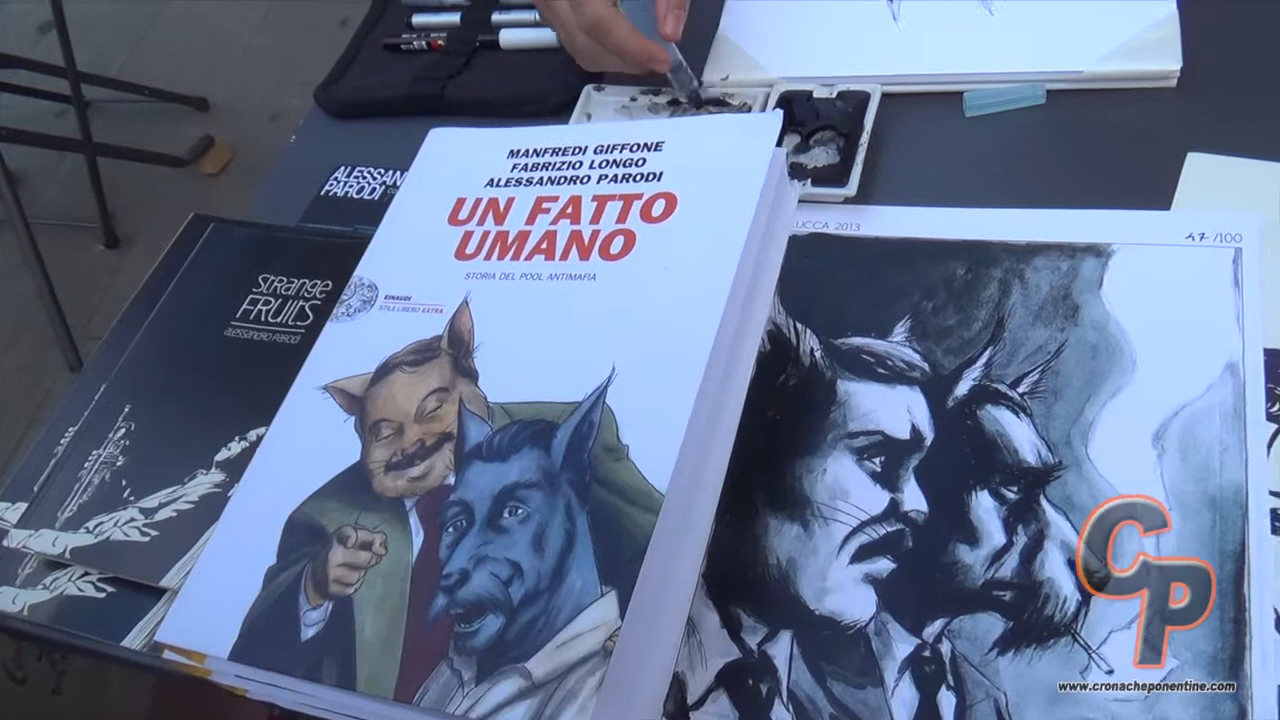 MANFREDI GIFFONE
FABRIZIO LONGO
ALESSANDRO PARODI
UN FATTO
UMANO
STORIA DEL POOL ANTIMAFIA
EINAUDI
STILE LIBERO EXTRA
ALESSAN
PARODI
strange
FRUITS
alessandro PARODI
LUCCA 2013
47/100
CP
www.cronacheponentine.com